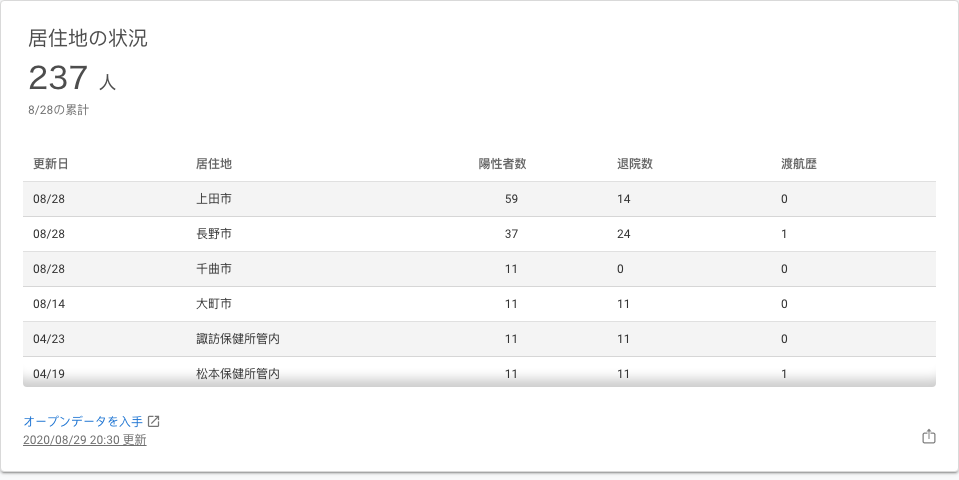 居住地の状況
237 人
8/28の累計
更新日 居住地 陽性者数 退院数 渡航歴
08/28 上田市 59 14 0
08/28 長野市 37 24 1
08/28 千曲市 11 0 0
08/14 大町市 11 11 0
04/23 諏訪保健所管内 11 11 0
04/19 松本保健所管内 11 11 1
オープンデータを入手
2020/08/29 20:30 更新